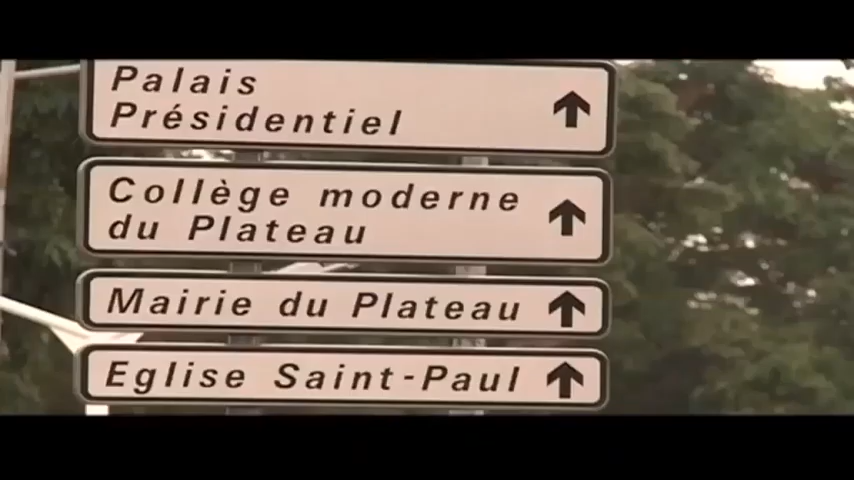 Palais
Présidentiel
Collège moderne
du Plateau
Mairie du Plateau
Eglise Saint-Paul